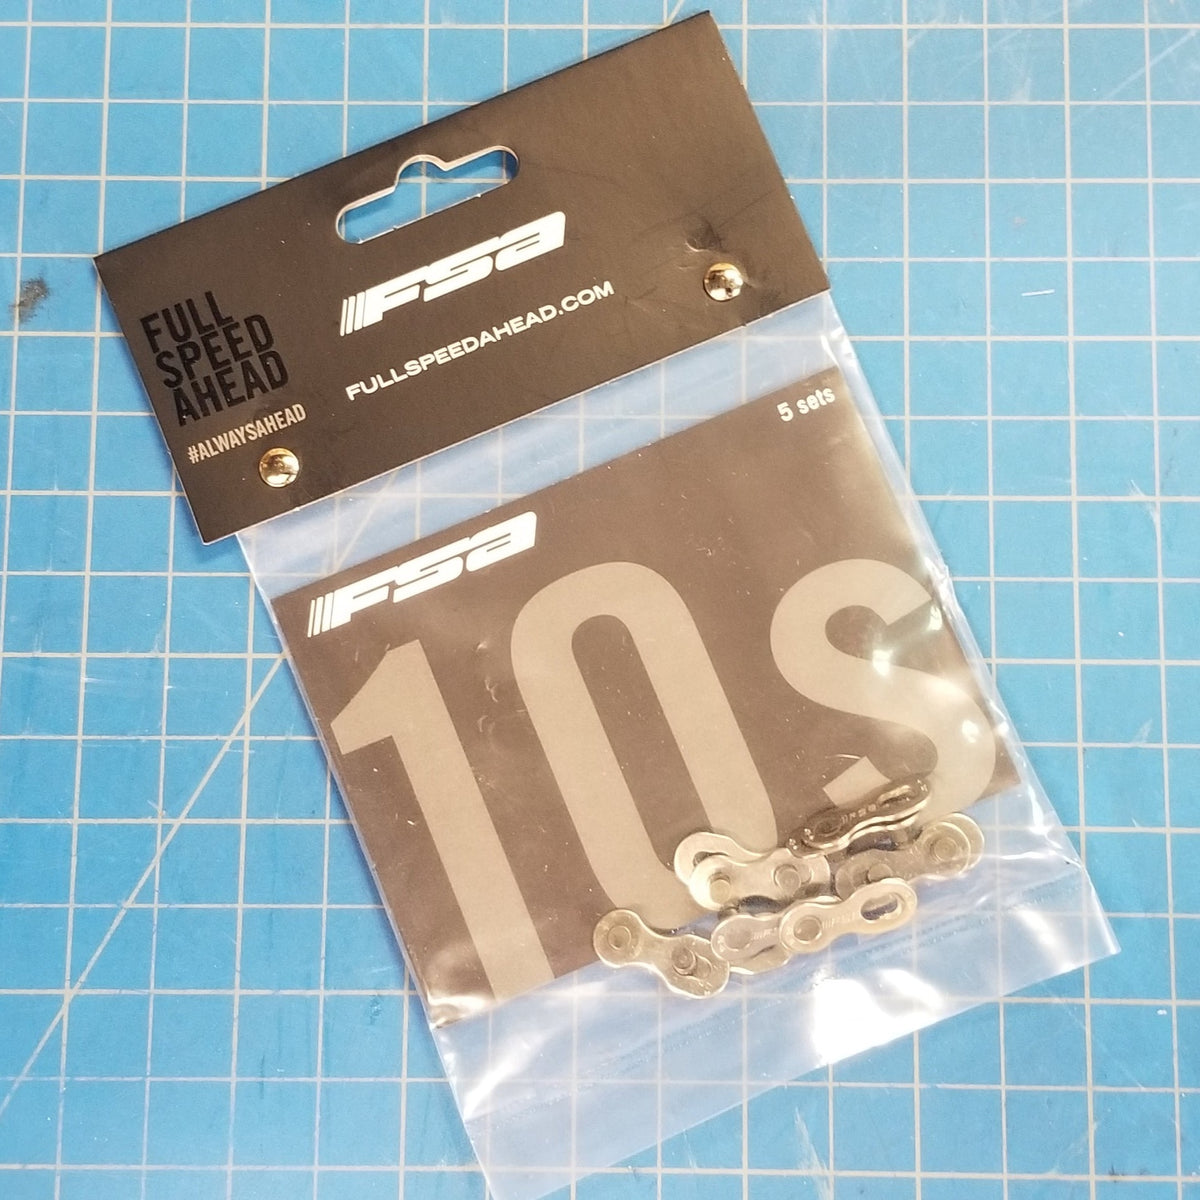 FSA
FULLSPEEDAHEAD.COM
FULL
SPEED
AHEAD
#ALWAYSAHEAD
5 sets
FSA
10s